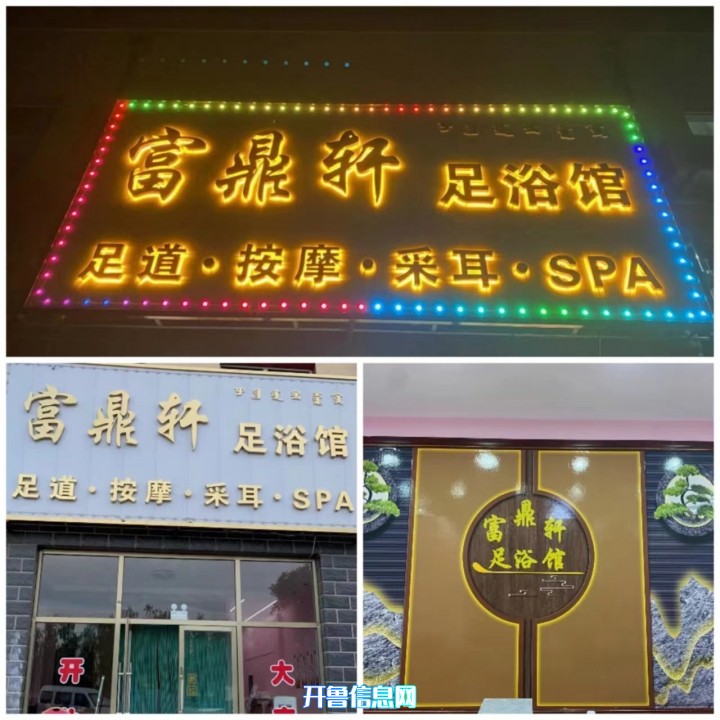 富鼎轩 足浴馆
足道·按摩·采耳·SPA
富鼎轩 足浴馆
足道·按摩·采耳·SPA
开
大
富鼎轩
足浴馆
开鲁信息网